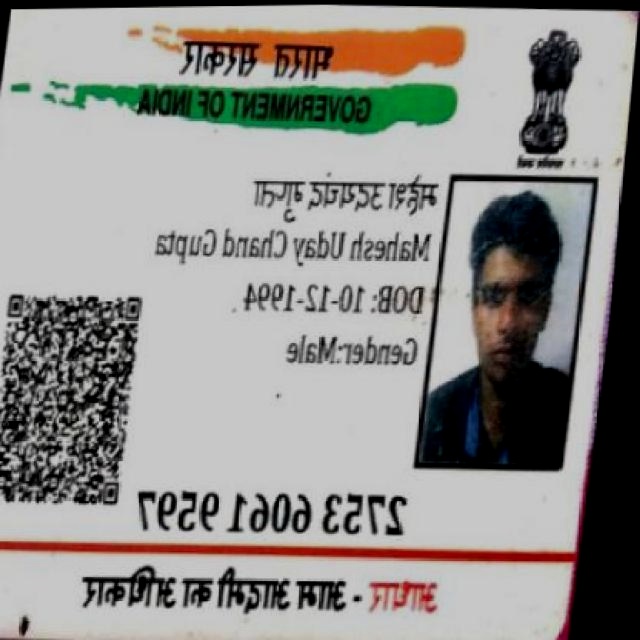 भारत सरकार
GOVERNMENT OF INDIA
महेश उदयचंद गुप्ता
Mahesh Uday Chand Gupta
DOB: 10-12-1994
Gender:Male
2753 6061 9597
आधार - आम आदमी का अधिकार